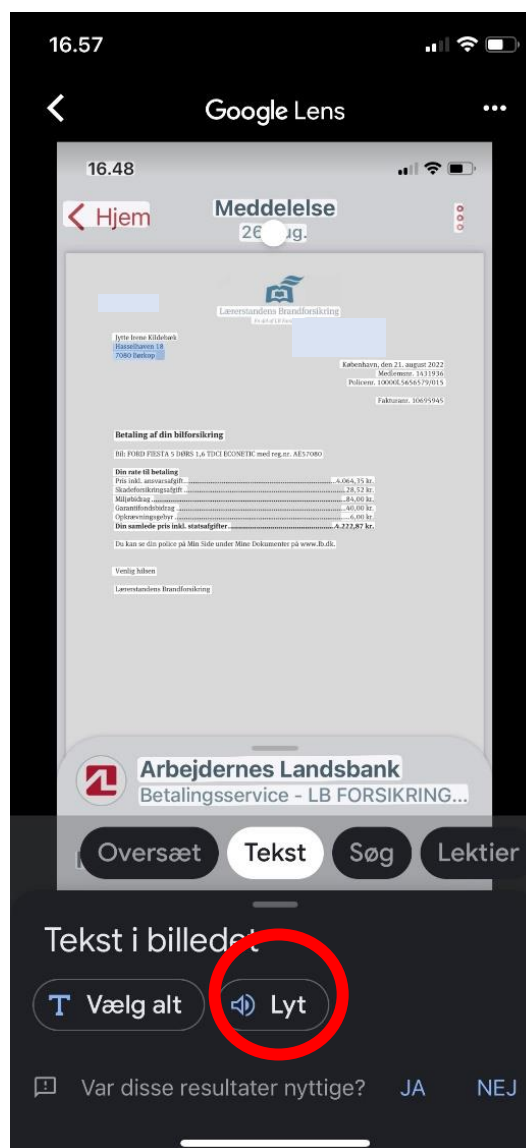 16.57
Google Lens
16.48
Hjem
Meddelelse
26 ug.
Lærerstandens Brandforsikring
Jytte Irene Kildebæk
Hasselhaven 18
7080 Børkop
København, den 21. august 2022
Medlemsnr. 1431936
Policenr. 10000L5656579/015
Fakturanr. 10695945
Betaling af din bilforsikring
Bil: FORD FIESTA 5 DØRS 1,6 TDCI ECONETIC med reg.nr. AE57080
Din rate til betaling
Pris inkl. ansvarsafgift 4.064,35 kr.
Skadeforsikringsafgift 28,52 kr.
Miljøbidrag 84,00 kr.
Garantifondsbidrag 40,00 kr.
Opkrævningsgebyr 6,00 kr.
Din samlede pris inkl. statsafgifter 4.222,87 kr.
Du kan se din police på Min Side under Mine Dokumenter på www.lb.dk.
Venlig hilsen
Lærerstandens Brandforsikring
Arbejdernes Landsbank
Betalingsservice - LB FORSIKRING...
Oversæt Tekst Søg Lektier
Tekst i billedet
Vælg alt Lyt
Var disse resultater nyttige? JA NEJ